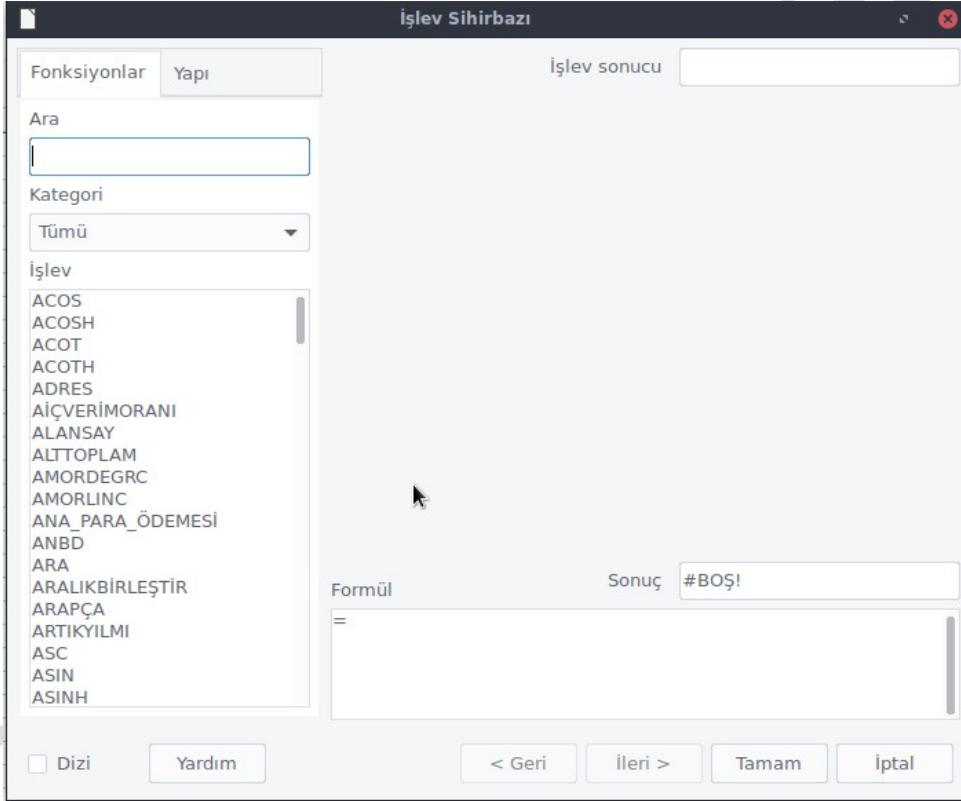 İşlev Sihirbazı
Fonksiyonlar
Yapı
İşlev sonucu
Ara
Kategori
Tümü
İşlev
ACOS
ACOSH
ACOT
ACOTH
ADRES
AİÇVERİMORANI
ALANSAY
ALTTOPLAM
AMORDEGRC
AMORLINC
ANA_PARA_ÖDEMESİ
ANBD
ARA
ARALIKBİRLEŞTİR
ARAPÇA
ARTIKYILMI
ASC
ASIN
ASINH
Sonuç
#BOŞ!
Formül
=
Dizi
Yardım
< Geri
İleri >
Tamam
İptal